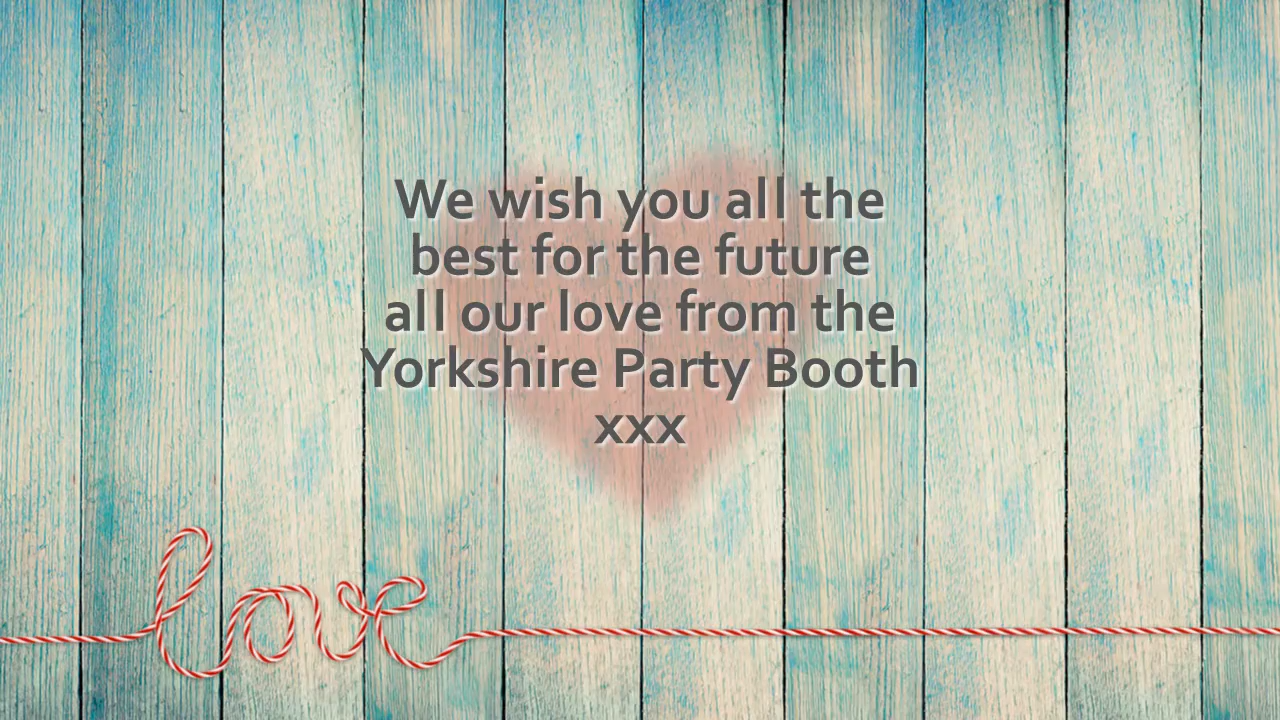 We wish you all the
best for the future
all our love from the
Yorkshire Party Booth
xxx
love